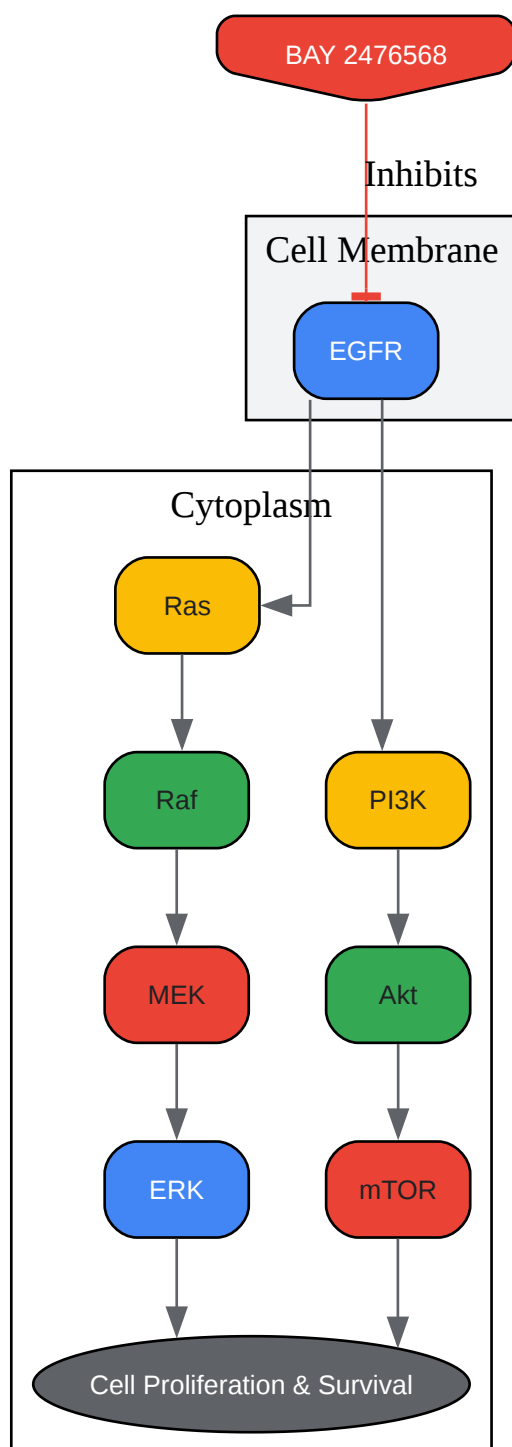 BAY 2476568
Inhibits
Cell Membrane
EGFR
Cytoplasm
Ras
Raf
PI3K
MEK
Akt
ERK
mTOR
Cell Proliferation & Survival